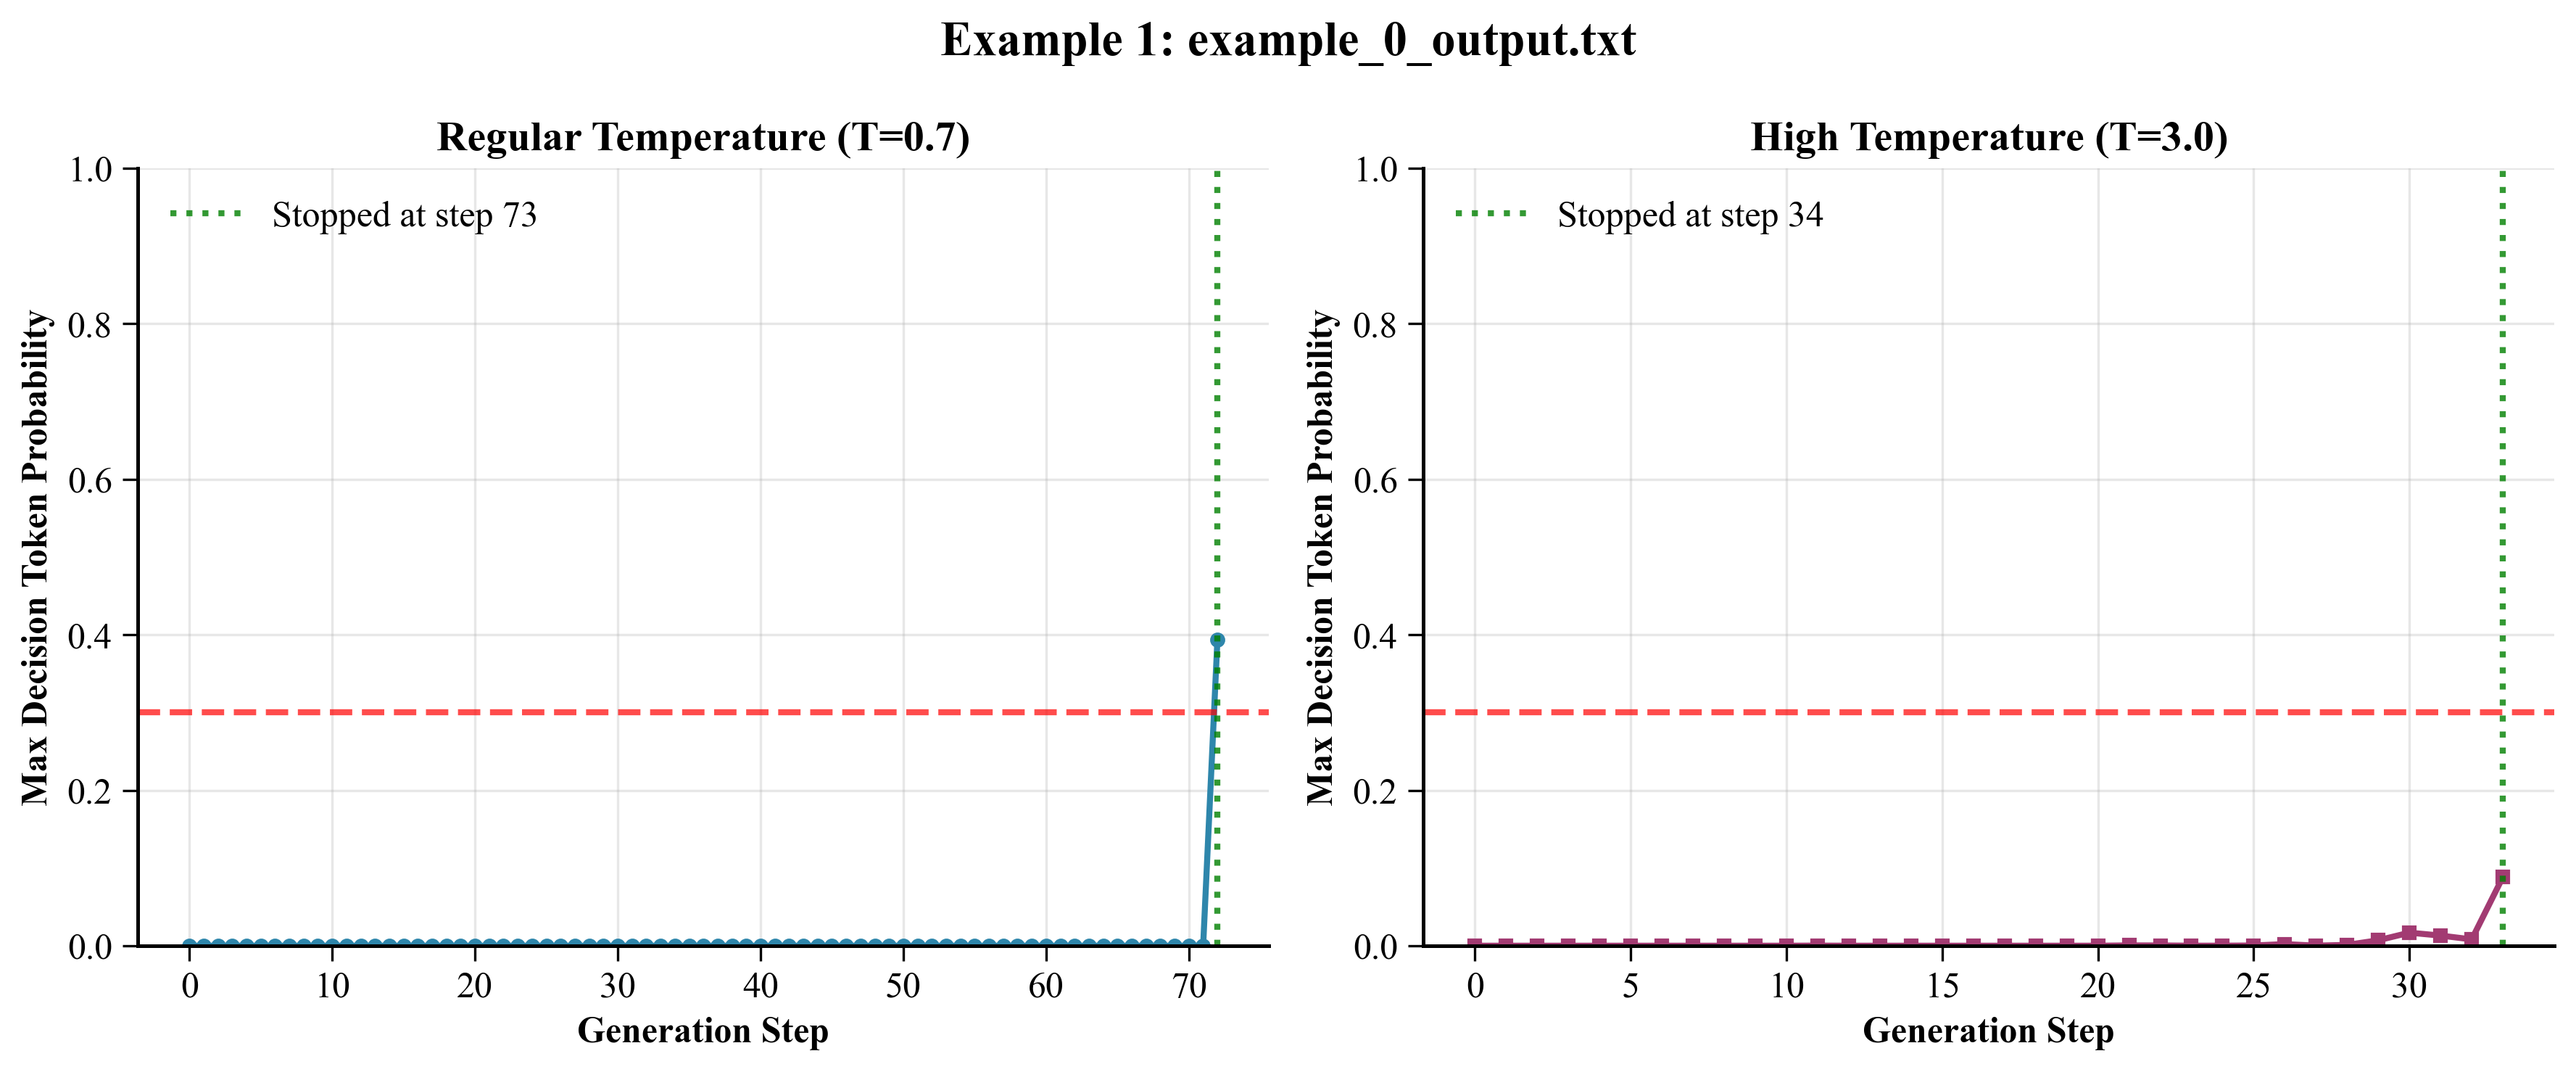 Example 1: example_0_output.txt
Regular Temperature (T=0.7)
Stopped at step 73
Max Decision Token Probability
1.0
0.8
0.6
0.4
0.2
0.0
0 10 20 30 40 50 60 70
Generation Step
High Temperature (T=3.0)
Stopped at step 34
Max Decision Token Probability
1.0
0.8
0.6
0.4
0.2
0.0
0 5 10 15 20 25 30
Generation Step